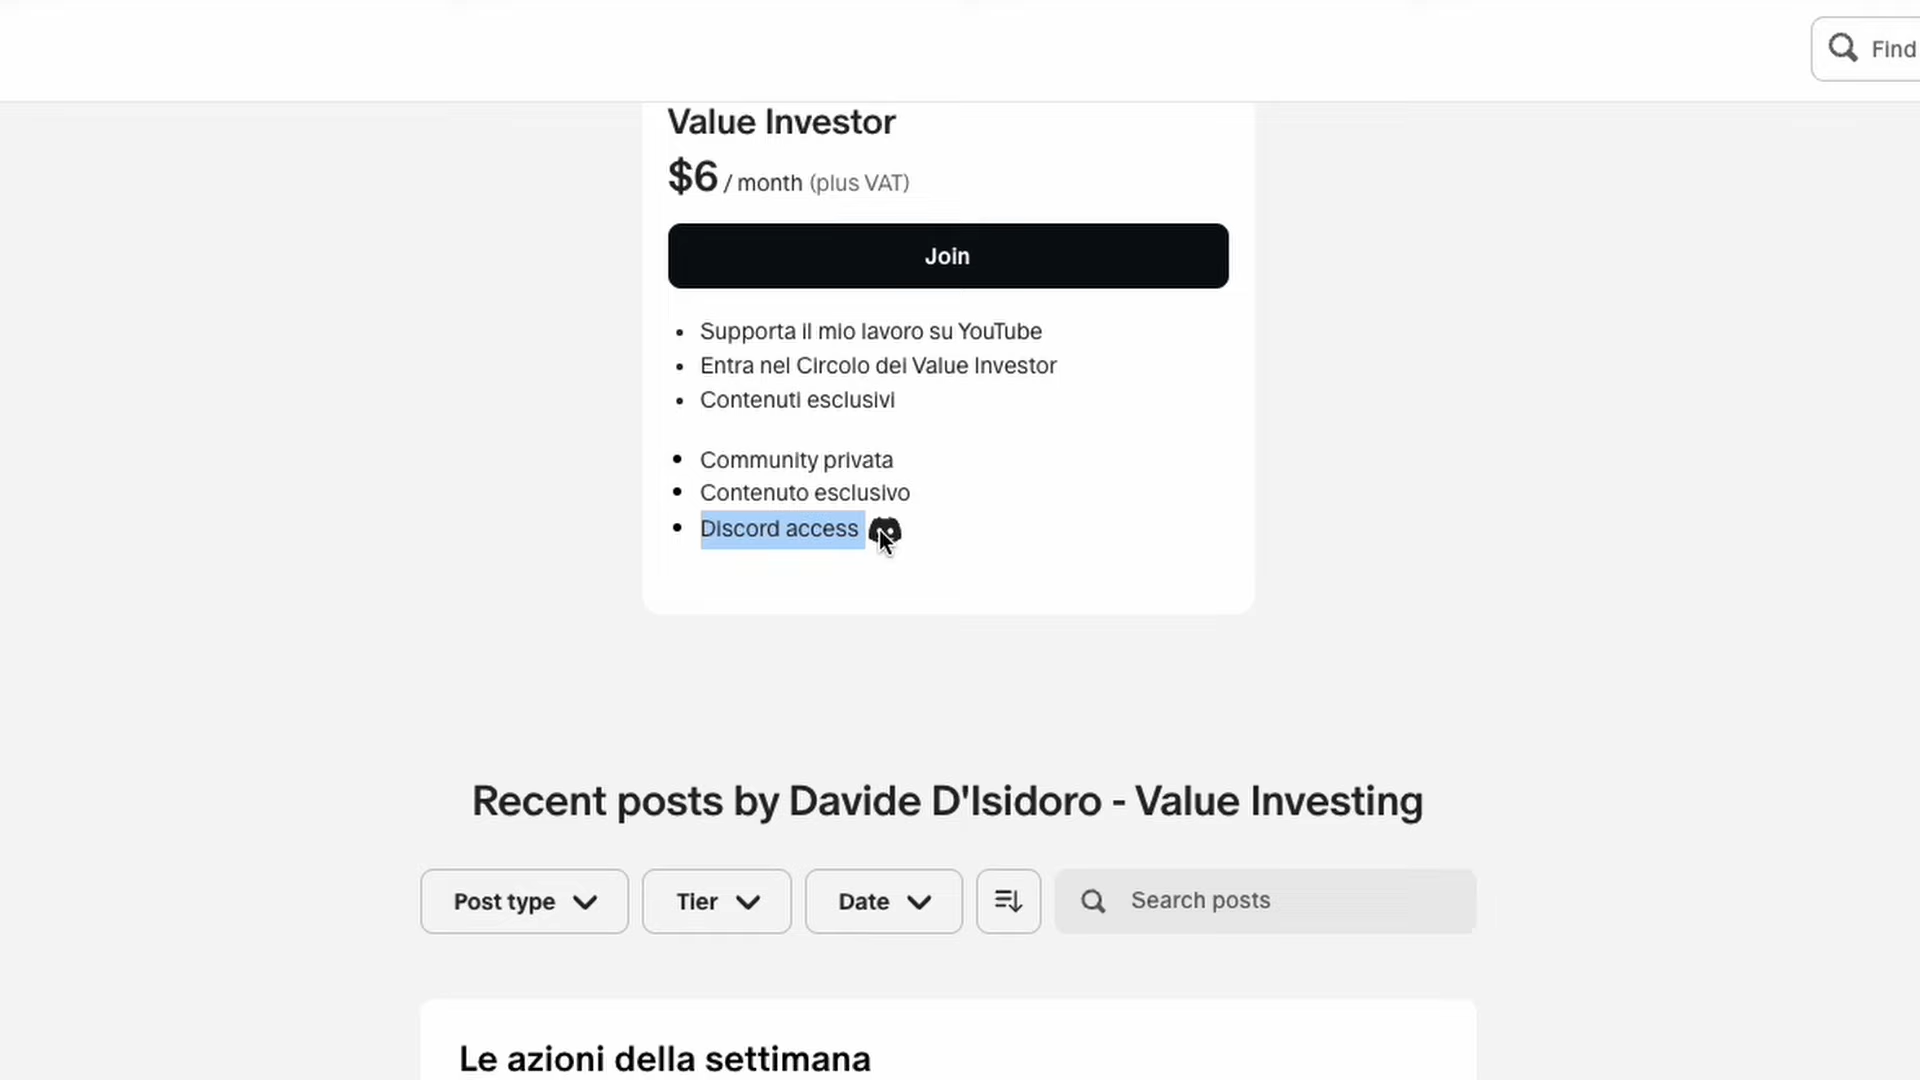 Find
Value Investor
$6 / month (plus VAT)
Join
Supporta il mio lavoro su YouTube
Entra nel Circolo dei Value Investor
Contenuti esclusivi
Community privata
Contenuto esclusivo
Discord access
Recent posts by Davide D'Isidoro - Value Investing
Post type
Tier
Date
Search posts
Le azioni della settimana